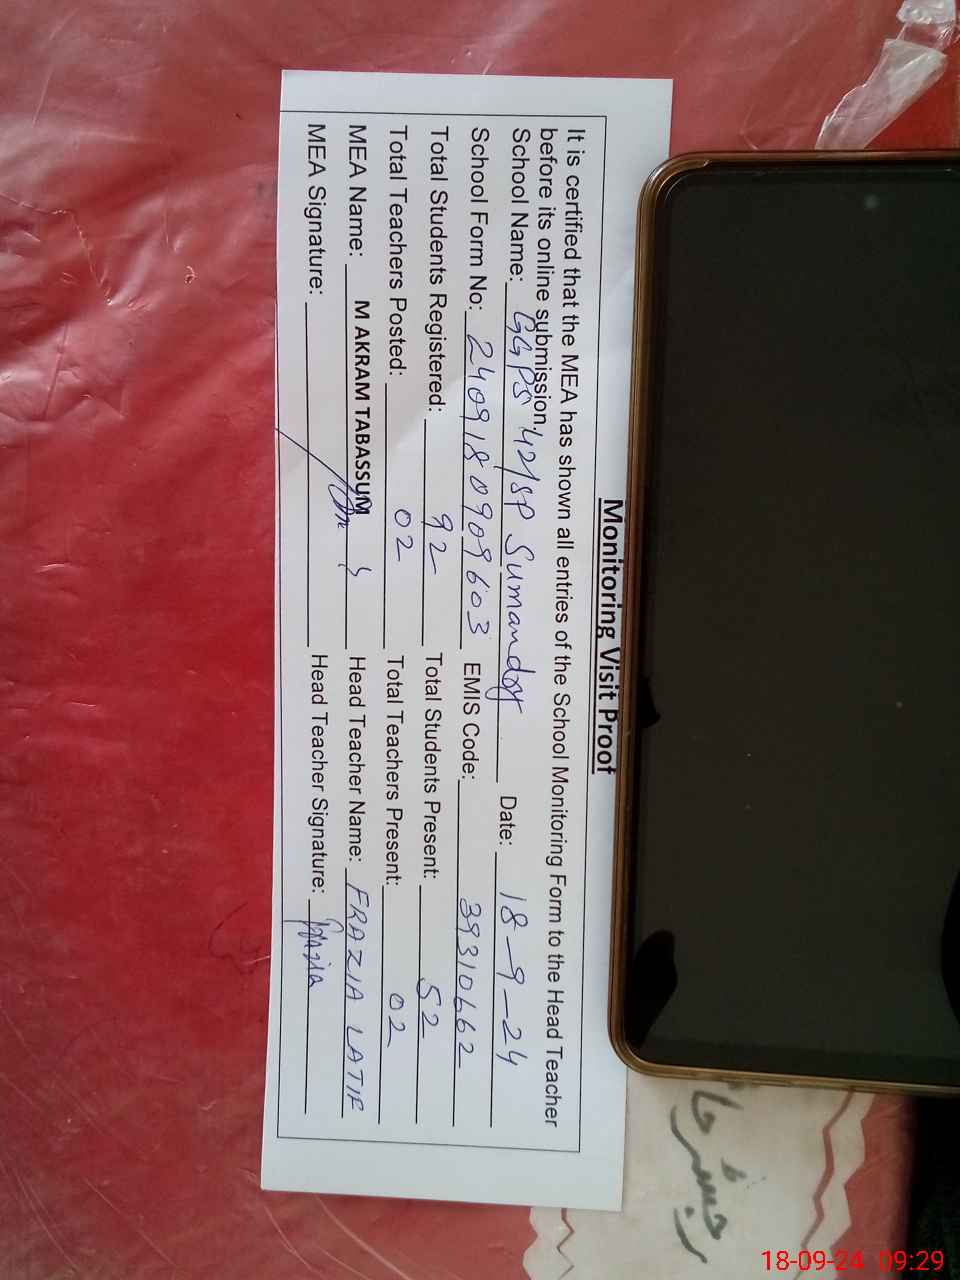 Monitoring Visit Proof
It is certified that the MEA has shown all entries of the School Monitoring Form to the Head Teacher
before its online submission.
School Name: GGPS 42/SP Date: 18-9-24
School Form No: 240918 0909603 EMIS Code: 39310662
Total Students Registered: 92 Total Students Present: 52
Total Teachers Posted: 02 Total Teachers Present: 02
MEA Name: M AKRAM TABASSUM Head Teacher Name: FRAZIA LATIF
MEA Signature: Head Teacher Signature:
18-09-24 09:29